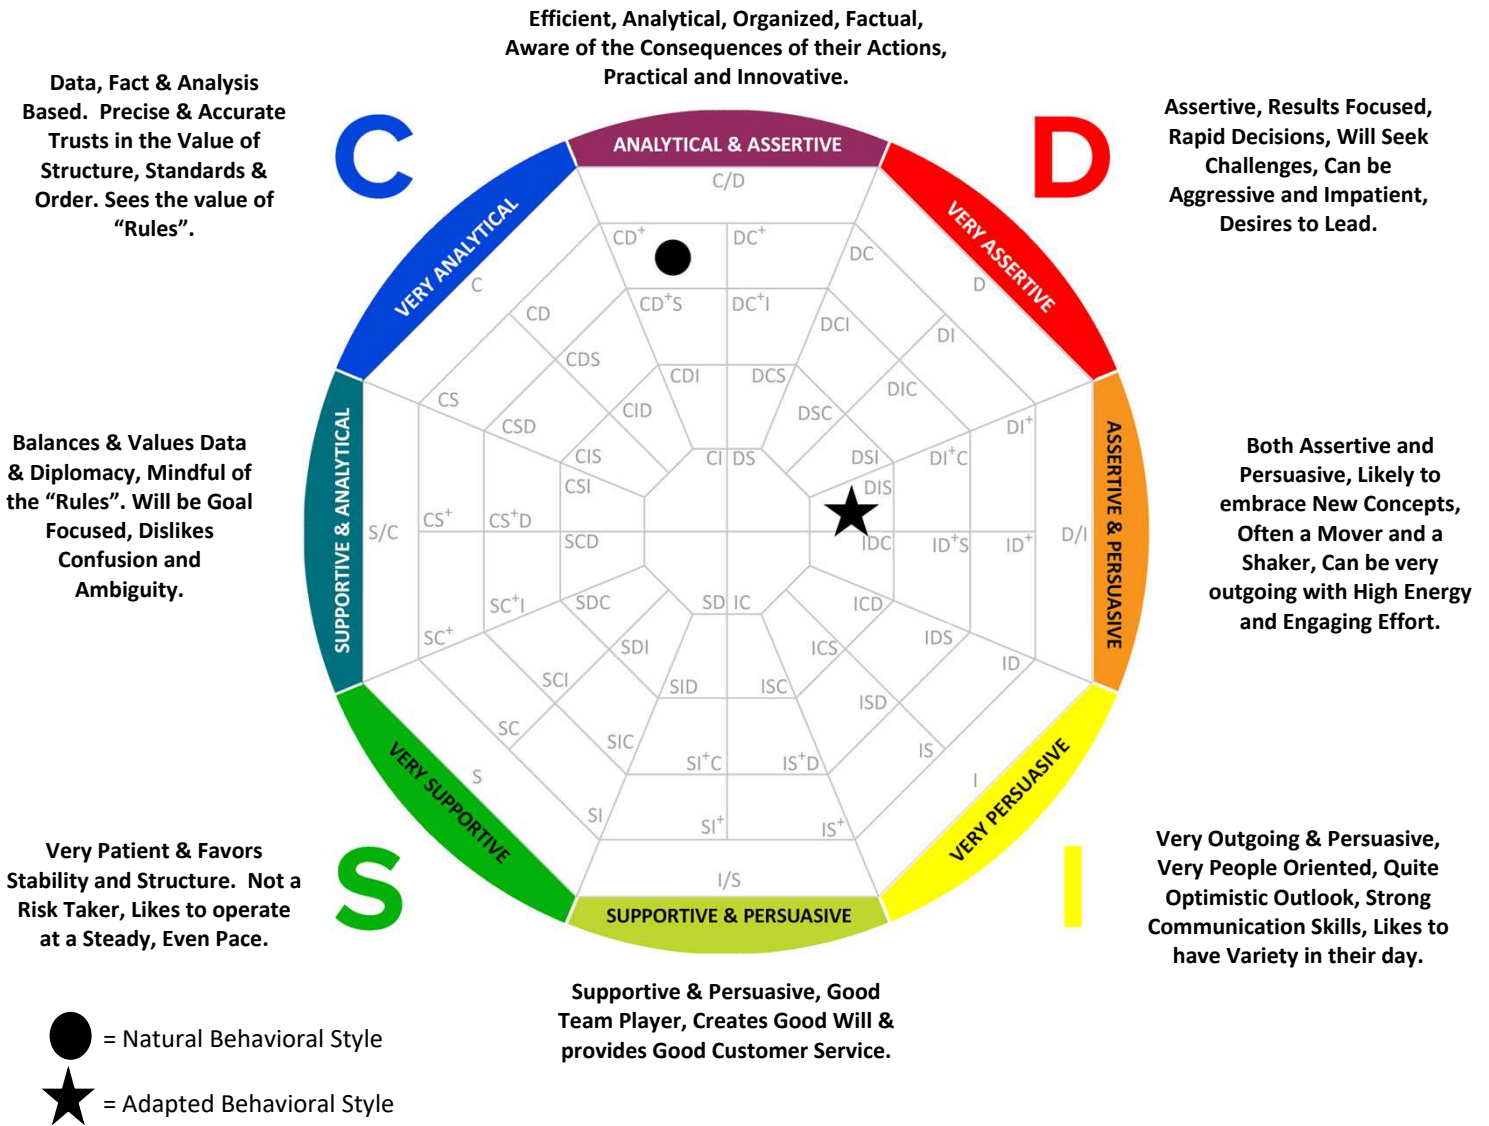 Efficient, Analytical, Organized, Factual,
Aware of the Consequences of their Actions,
Practical and Innovative.
Data, Fact & Analysis
Based.  Precise & Accurate
Trusts in the Value of
Structure, Standards &
Order. Sees the value of
“Rules”.
C
D
Assertive, Results Focused,
Rapid Decisions, Will Seek
Challenges, Can be
Aggressive and Impatient,
Desires to Lead.
ANALYTICAL & ASSERTIVE
VERY ANALYTICAL
VERY ASSERTIVE
C/D
CD+
DC+
DC
C
D
CD
CD+S
DC+I
DCI
DI
CDS
CDI
DCS
DIC
CS
CID
DSC
CSD
DI+
CIS
CI
DS
DSI
DI+C
CSI
DIS
Balances & Values Data
& Diplomacy, Mindful of
the “Rules”. Will be Goal
Focused, Dislikes
Confusion and
Ambiguity.
SUPPORTIVE & ANALYTICAL
S/C
CS+
CS+D
SCD
IDC
ID+S
ID+
D/I
ASSERTIVE & PERSUASIVE
Both Assertive and
Persuasive, Likely to
embrace New Concepts,
Often a Mover and a
Shaker, Can be very
outgoing with High Energy
and Engaging Effort.
SC+I
SDC
SD
IC
ICD
SC+
SDI
ICS
IDS
ID
SCI
SID
ISC
ISD
SC
SIC
SI+C
IS+D
IS
S
I
SI
SI+
IS+
I/S
VERY SUPPORTIVE
VERY PERSUASIVE
SUPPORTIVE & PERSUASIVE
Very Patient & Favors
Stability and Structure.  Not a
Risk Taker, Likes to operate
at a Steady, Even Pace.
S
I
Very Outgoing & Persuasive,
Very People Oriented, Quite
Optimistic Outlook, Strong
Communication Skills, Likes to
have Variety in their day.
Supportive & Persuasive, Good
Team Player, Creates Good Will &
provides Good Customer Service.
= Natural Behavioral Style
= Adapted Behavioral Style